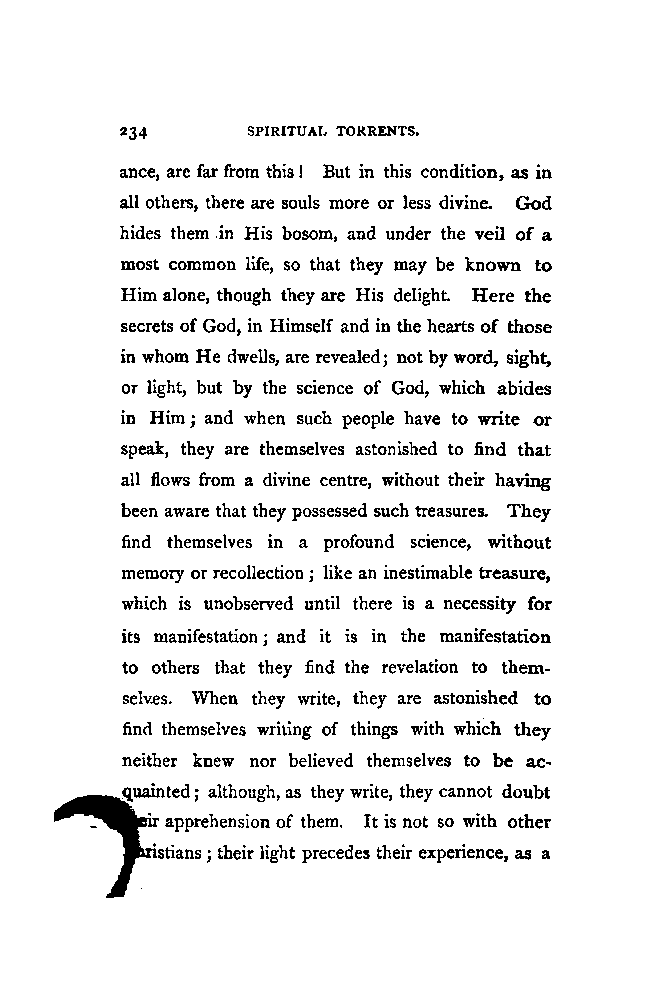 234 SPIRITUAL TORRENTS.
ance, are far from this! But in this condition, as in
all others, there are souls more or less divine. God
hides them in His bosom, and under the veil of a
most common life, so that they may be known to
Him alone, though they are His delight. Here the
secrets of God, in Himself and in the hearts of those
in whom He dwells, are revealed; not by word, sight,
or light, but by the science of God, which abides
in Him; and when such people have to write or
speak, they are themselves astonished to find that
all flows from a divine centre, without their having
been aware that they possessed such treasures. They
find themselves in a profound science, without
memory or recollection; like an inestimable treasure,
which is unobserved until there is a necessity for
its manifestation; and it is in the manifestation
to others that they find the revelation to them-
selves. When they write, they are astonished to
find themselves writing of things with which they
neither knew nor believed themselves to be ac-
quainted; although, as they write, they cannot doubt
apprehension of them. It is not so with other
; their light precedes their experience, as a